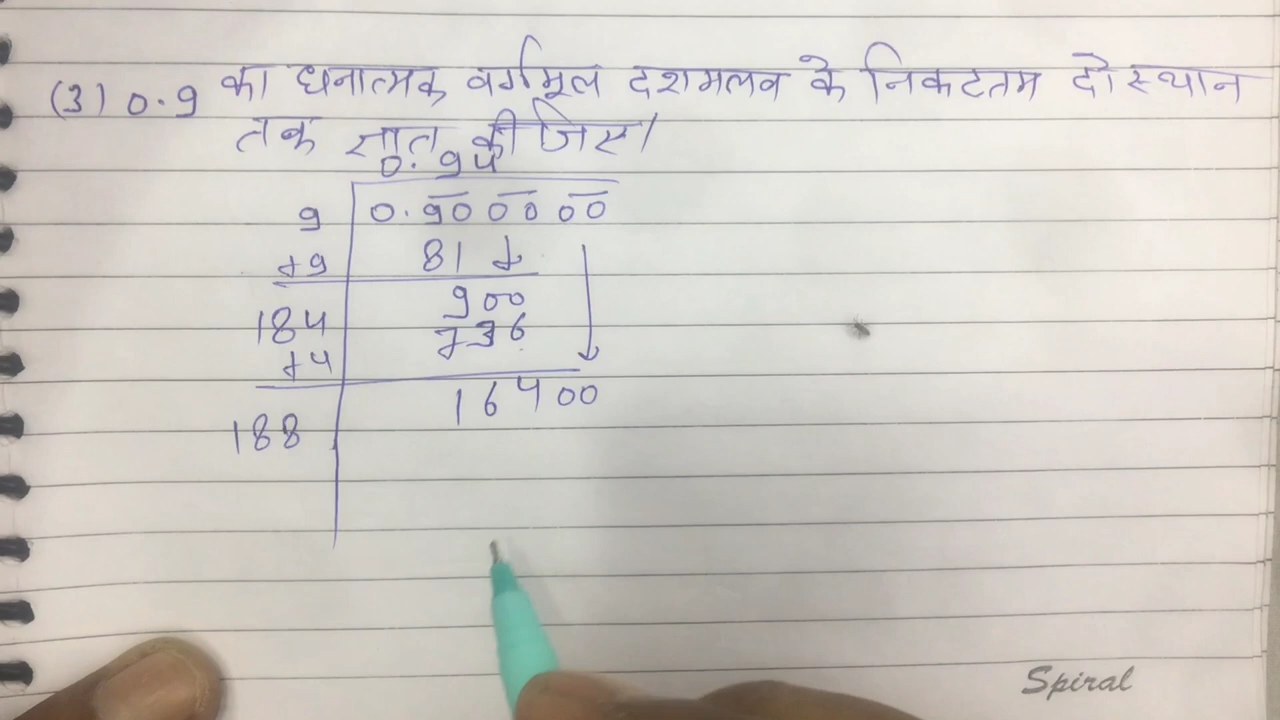 (3) 0.9 का धनात्मक वर्गमूल दशमलव के निकटतम दो स्थान
तक ज्ञात कीजिए।
0.94
9 0.90 00 00
+9 81
900
184 736
+4
16400
188
Spiral